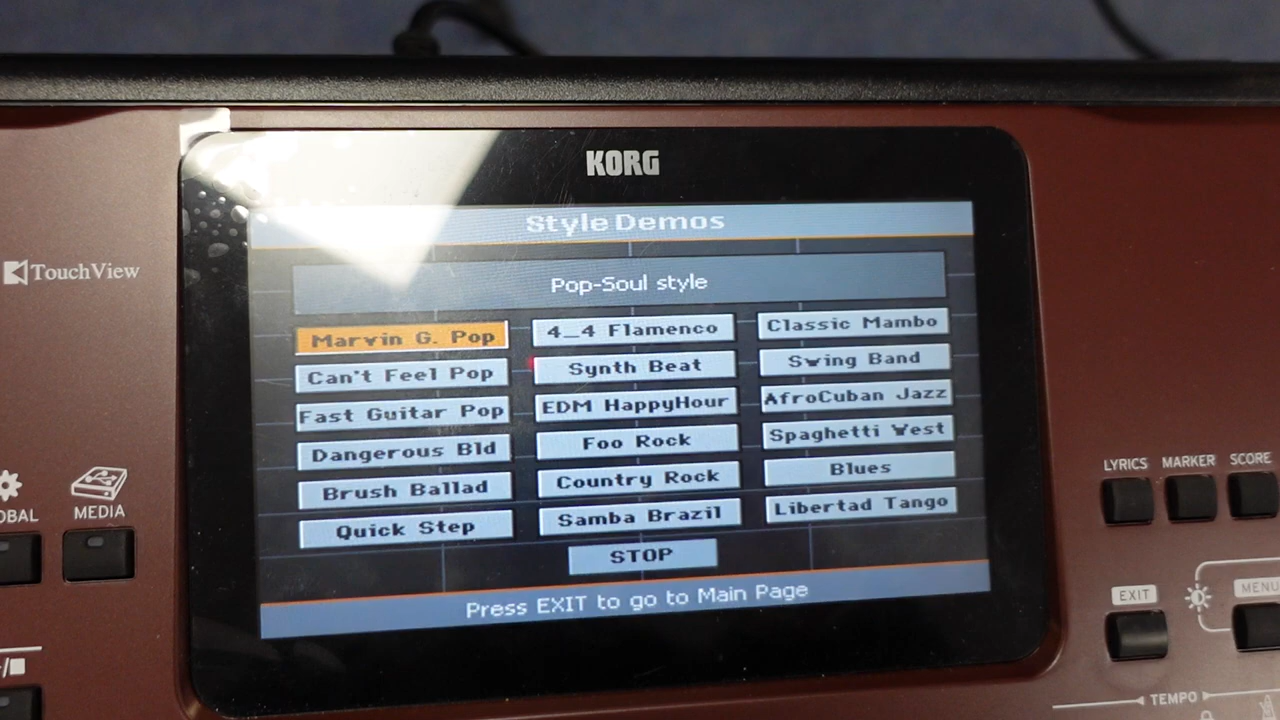 KORG
TouchView
Style Demos
Pop-Soul style
Marvin G. Pop
4_4 Flamenco
Classic Mambo
Can't Feel Pop
Synth Beat
Swing Band
Fast Guitar Pop
EDM HappyHour
AfroCuban Jazz
Dangerous Bld
Foo Rock
Spaghetti West
Brush Ballad
Country Rock
Blues
Quick Step
Samba Brazil
Libertad Tango
STOP
Press EXIT to go to Main Page
OBAL
MEDIA
LYRICS
MARKER
SCORE
EXIT
MENU
TEMPO